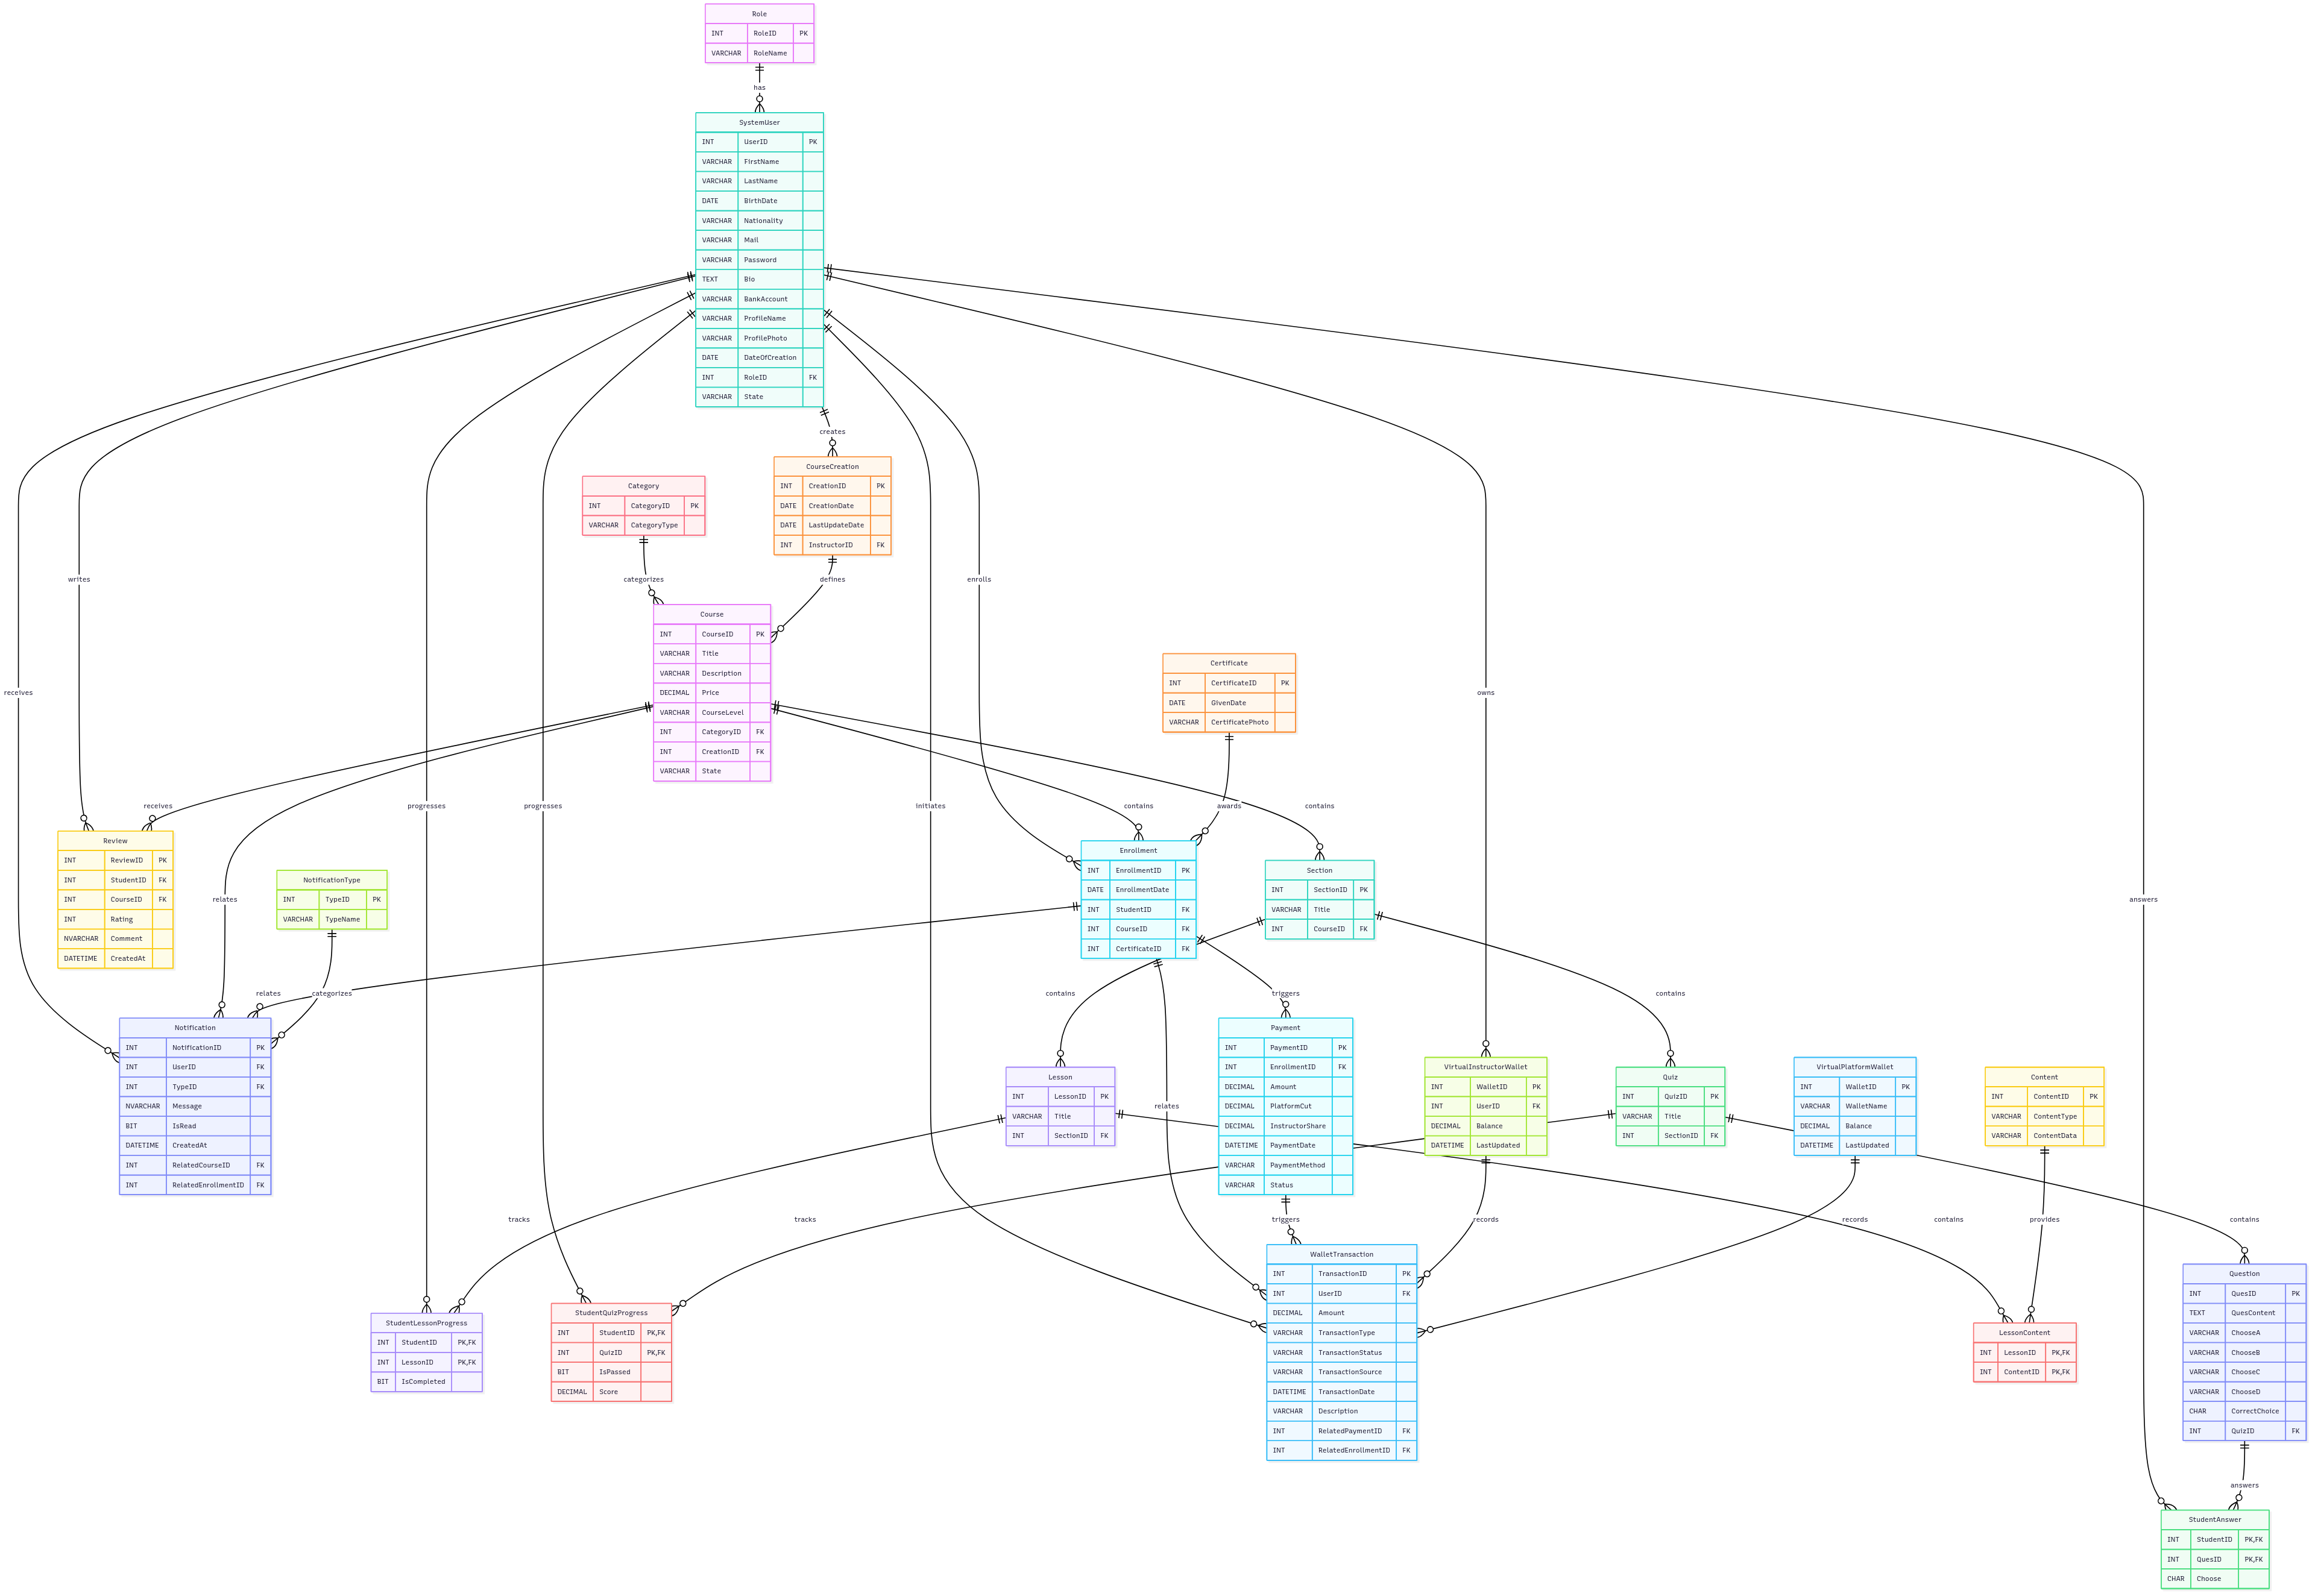 Role
INT RoleID PK
VARCHAR RoleName
has
SystemUser
INT UserID PK
VARCHAR FirstName
VARCHAR LastName
DATE BirthDate
VARCHAR Nationality
VARCHAR Mail
VARCHAR Password
TEXT Bio
VARCHAR BankAccount
VARCHAR ProfileName
VARCHAR ProfilePhoto
DATE DateOfCreation
INT RoleID FK
VARCHAR State
creates
CourseCreation
INT CreationID PK
DATE CreationDate
DATE LastUpdateDate
INT InstructorID FK
Category
INT CategoryID PK
VARCHAR CategoryType
writes
categorizes
defines
enrolls
Course
INT CourseID PK
VARCHAR Title
VARCHAR Description
DECIMAL Price
VARCHAR CourseLevel
INT CategoryID FK
INT CreationID FK
VARCHAR State
Certificate
INT CertificateID PK
DATE GivenDate
VARCHAR CertificatePhoto
receives
owns
receives
progresses
progresses
initiates
contains
awards
contains
Review
INT ReviewID PK
INT StudentID FK
INT CourseID FK
INT Rating
NVARCHAR Comment
DATETIME CreatedAt
NotificationType
INT TypeID PK
VARCHAR TypeName
Enrollment
INT EnrollmentID PK
DATE EnrollmentDate
INT StudentID FK
INT CourseID FK
INT CertificateID FK
Section
INT SectionID PK
VARCHAR Title
INT CourseID FK
relates
answers
relates
categorizes
contains
triggers
contains
Notification
INT NotificationID PK
INT UserID FK
INT TypeID FK
NVARCHAR Message
BIT IsRead
DATETIME CreatedAt
INT RelatedCourseID FK
INT RelatedEnrollmentID FK
Lesson
INT LessonID PK
VARCHAR Title
INT SectionID FK
relates
Payment
INT PaymentID PK
INT EnrollmentID FK
DECIMAL Amount
DECIMAL PlatformCut
DECIMAL InstructorShare
DATETIME PaymentDate
VARCHAR PaymentMethod
VARCHAR Status
VirtualInstructorWallet
INT WalletID PK
INT UserID FK
DECIMAL Balance
DATETIME LastUpdated
Quiz
INT QuizID PK
VARCHAR Title
INT SectionID FK
VirtualPlatformWallet
INT WalletID PK
VARCHAR WalletName
DECIMAL Balance
DATETIME LastUpdated
Content
INT ContentID PK
VARCHAR ContentType
VARCHAR ContentData
tracks
tracks
triggers
records
records
contains
provides
contains
StudentLessonProgress
INT StudentID PK,FK
INT LessonID PK,FK
BIT IsCompleted
StudentQuizProgress
INT StudentID PK,FK
INT QuizID PK,FK
BIT IsPassed
DECIMAL Score
WalletTransaction
INT TransactionID PK
INT UserID FK
DECIMAL Amount
VARCHAR TransactionType
VARCHAR TransactionStatus
VARCHAR TransactionSource
DATETIME TransactionDate
VARCHAR Description
INT RelatedPaymentID FK
INT RelatedEnrollmentID FK
LessonContent
INT LessonID PK,FK
INT ContentID PK,FK
Question
INT QuesID PK
TEXT QuesContent
VARCHAR ChooseA
VARCHAR ChooseB
VARCHAR ChooseC
VARCHAR ChooseD
CHAR CorrectChoice
INT QuizID FK
answers
StudentAnswer
INT StudentID PK,FK
INT QuesID PK,FK
CHAR Choose